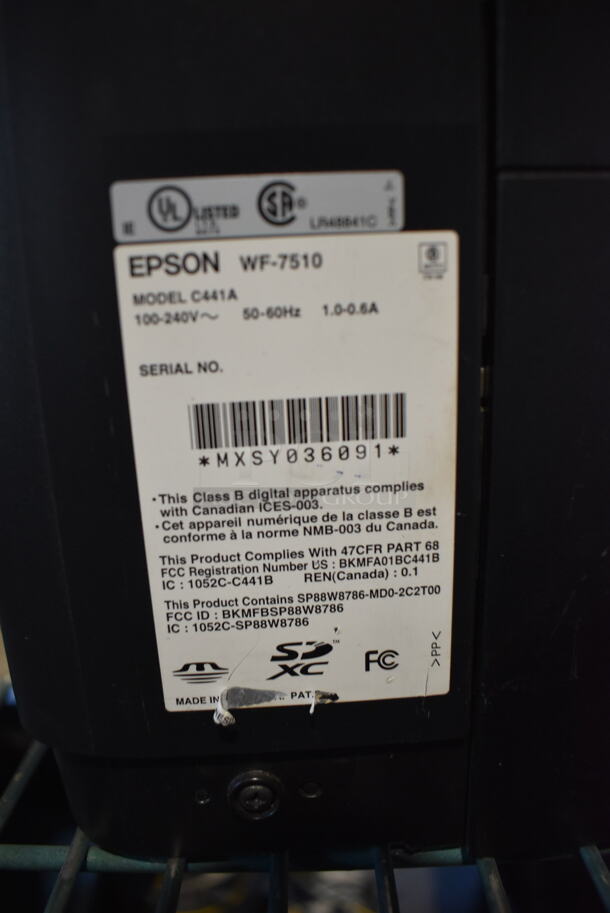 UL LISTED
LR48841C
EPSON WF-7510
MODEL C441A
100-240V~ 50-60Hz 1.0-0.6A
SERIAL NO.
*MXSY036091*
•This Class B digital apparatus complies
with Canadian ICES-003.
•Cet appareil numérique de la classe B est
conforme à la norme NMB-003 du Canada.
This Product Complies With 47CFR PART 68
FCC Registration Number US : BKMFA01BC441B
IC : 1052C-C441B REN(Canada) : 0.1
This Product Contains SP88W8786-MD0-2C2T00
FCC ID : BKMFBSP88W8786
IC : 1052C-SP88W8786
SD XC FC
>PP<
MADE IN PAT.
GROUP